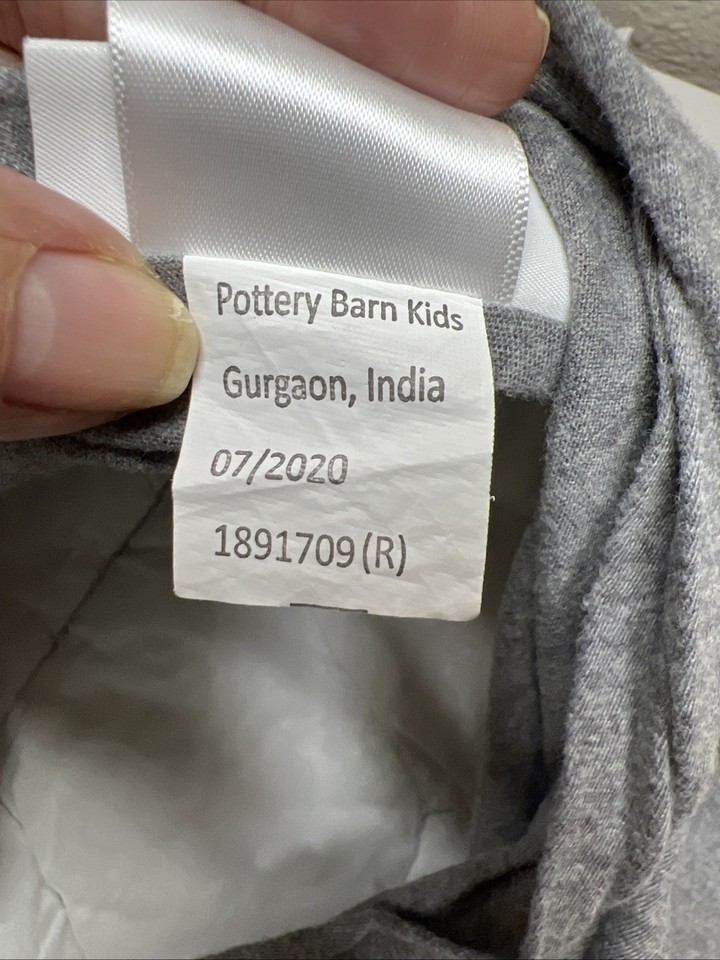 Pottery Barn Kids
Gurgaon, India
07/2020
1891709(R)